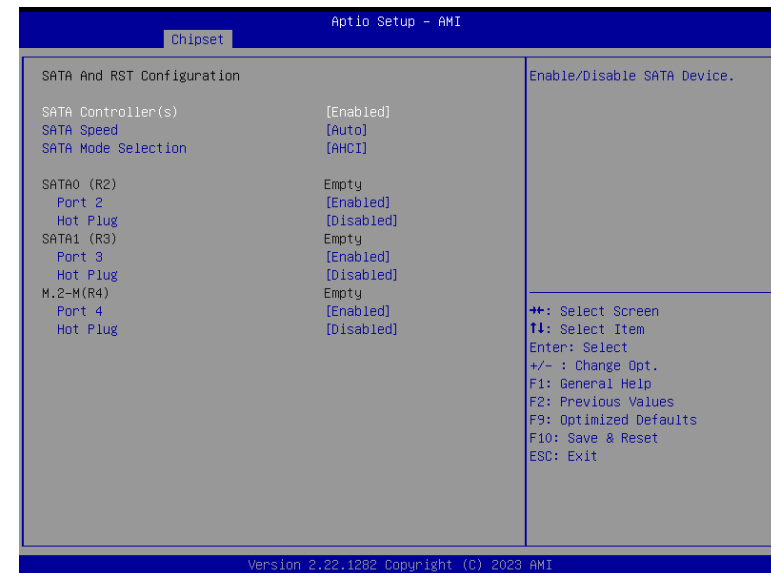 Aptio Setup – AMI
Chipset
SATA And RST Configuration
SATA Controller(s) [Enabled]
SATA Speed [Auto]
SATA Mode Selection [AHCI]
SATA0 (R2) Empty
Port 2 [Enabled]
Hot Plug [Disabled]
SATA1 (R3) Empty
Port 3 [Enabled]
Hot Plug [Disabled]
M.2-M(R4) Empty
Port 4 [Enabled]
Hot Plug [Disabled]
Enable/Disable SATA Device.
→←: Select Screen
↑↓: Select Item
Enter: Select
+/- : Change Opt.
F1: General Help
F2: Previous Values
F9: Optimized Defaults
F10: Save & Reset
ESC: Exit
Version 2.22.1282 Copyright (C) 2023 AMI